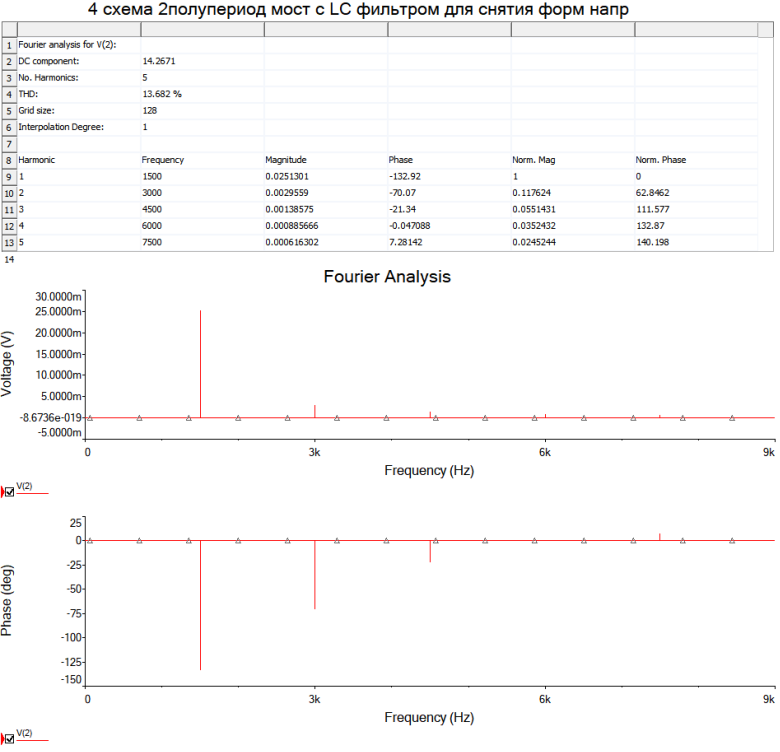 4 схема 2полупериод мост с LC фильтром для снятия форм напр
1 Fourier analysis for V(2):
2 DC component: 14.2671
3 No. Harmonics: 5
4 THD: 13.682 %
5 Grid size: 128
6 Interpolation Degree: 1
7
8 Harmonic Frequency Magnitude Phase Norm. Mag Norm. Phase
9 1 1500 0.0251301 -132.92 1 0
10 2 3000 0.0029559 -70.07 0.117624 62.8462
11 3 4500 0.00138575 -21.34 0.0551431 111.577
12 4 6000 0.000885666 -0.047088 0.0352432 132.87
13 5 7500 0.000616302 7.28142 0.0245244 140.198
14
Fourier Analysis
30.0000m
25.0000m
20.0000m
15.0000m
10.0000m
5.0000m
-8.6736e-019
-5.0000m
Voltage (V)
0 3k 6k 9k
Frequency (Hz)
V(2)
25
0
-25
-50
-75
-100
-125
-150
Phase (deg)
0 3k 6k 9k
Frequency (Hz)
V(2)